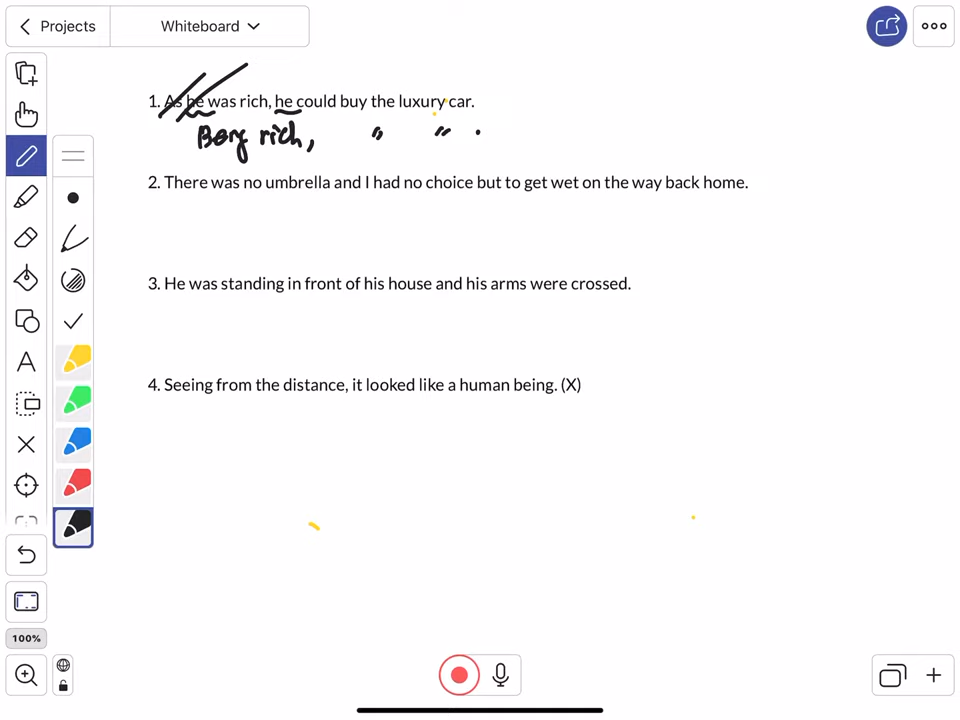 Projects
Whiteboard
1. As he was rich, he could buy the luxury car.
Being rich, 〃 〃 .
2. There was no umbrella and I had no choice but to get wet on the way back home.
3. He was standing in front of his house and his arms were crossed.
4. Seeing from the distance, it looked like a human being. (X)
100%